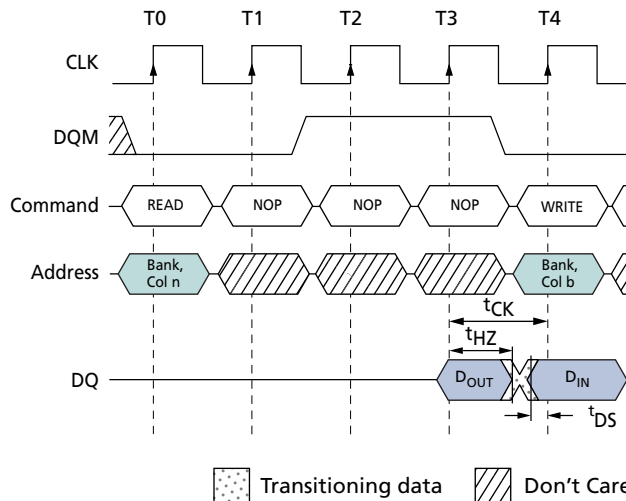 T0 T1 T2 T3 T4
CLK
DQM
Command READ NOP NOP NOP WRITE
Address Bank, Col n Bank, Col b
tCK
tHZ
DQ DOUT DIN
tDS
Transitioning data Don't Care